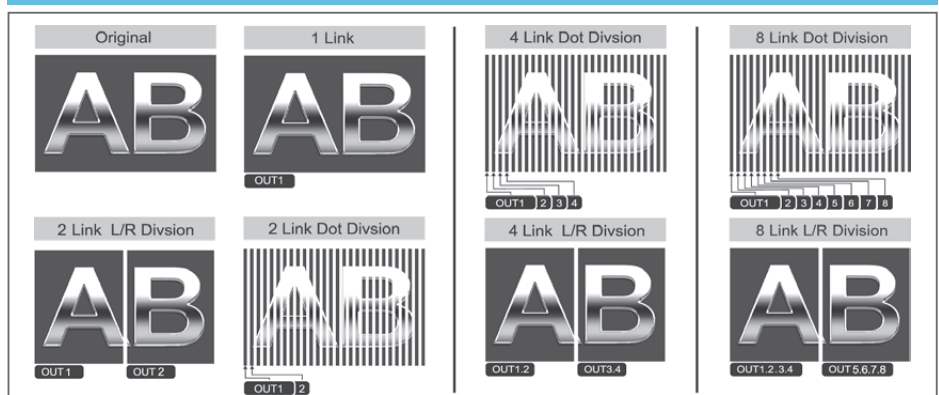 Original
AB
1 Link
AB
OUT1
2 Link L/R Divsion
AB
OUT 1 OUT 2
2 Link Dot Divsion
AB
OUT1 2
4 Link Dot Divsion
AB
OUT1 2 3 4
4 Link L/R Divsion
AB
OUT1.2 OUT3.4
8 Link Dot Division
AB
OUT1 2 3 4 5 6 7 8
8 Link L/R Division
AB
OUT1.2.3.4 OUT5.6.7.8